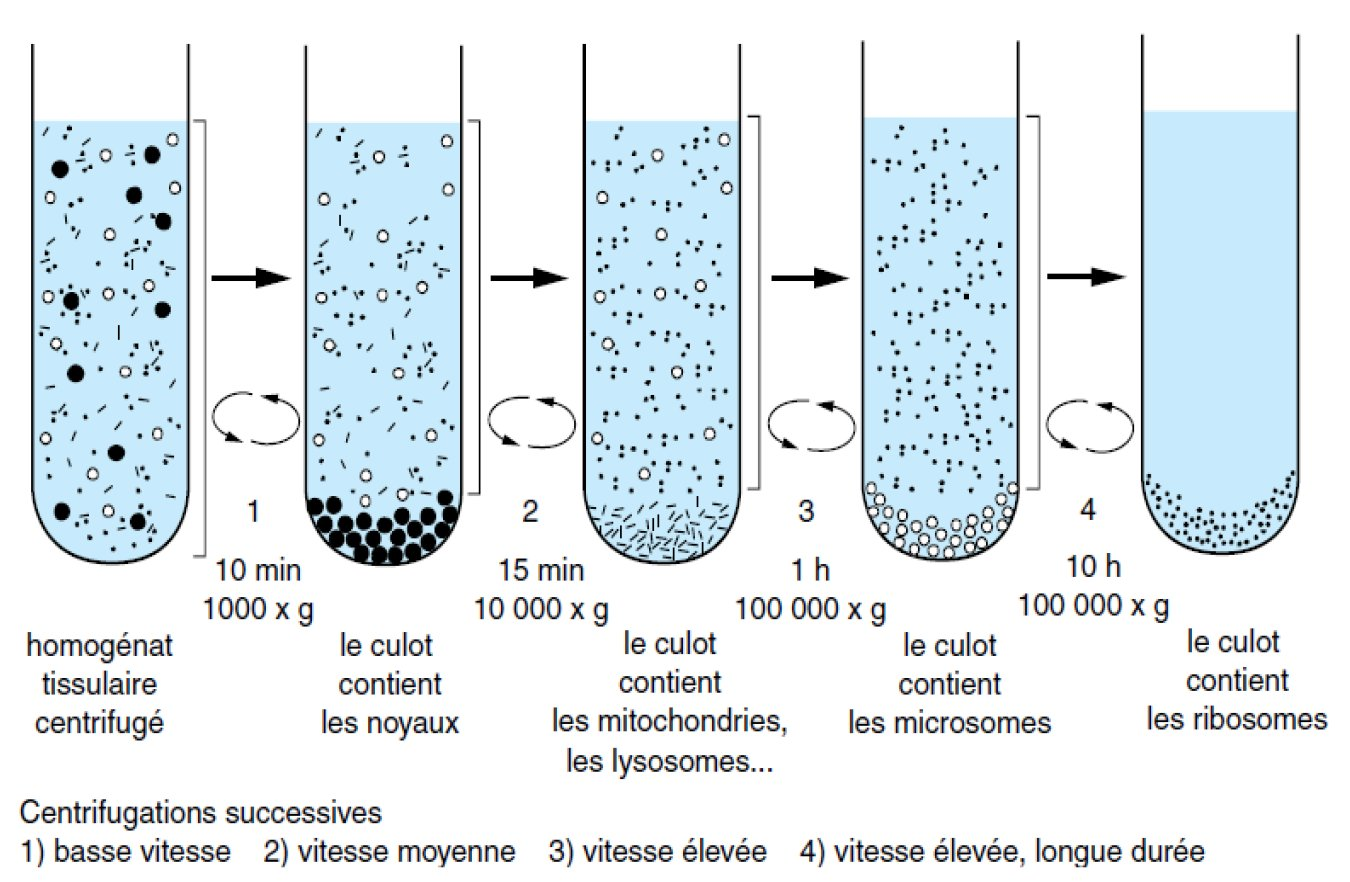 1
10 min
1000 x g
2
15 min
10 000 x g
3
1 h
100 000 x g
4
10 h
100 000 x g
homogénat
tissulaire
centrifugé
le culot
contient
les noyaux
le culot
contient
les mitochondries,
les lysosomes...
le culot
contient
les microsomes
le culot
contient
les ribosomes
Centrifugations successives
1) basse vitesse 2) vitesse moyenne 3) vitesse élevée 4) vitesse élevée, longue durée